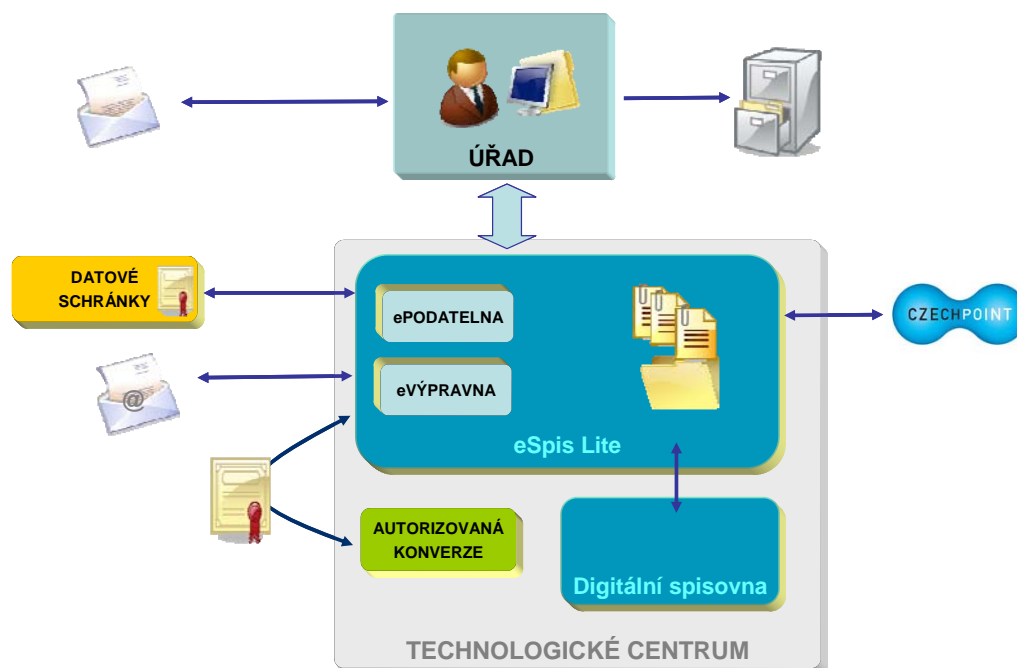 ÚŘAD
DATOVÉ
SCHRÁNKY
ePODATELNA
CZECHPOINT
eVÝPRAVNA
@
eSpis Lite
AUTORIZOVANÁ
KONVERZE
Digitální spisovna
TECHNOLOGICKÉ CENTRUM